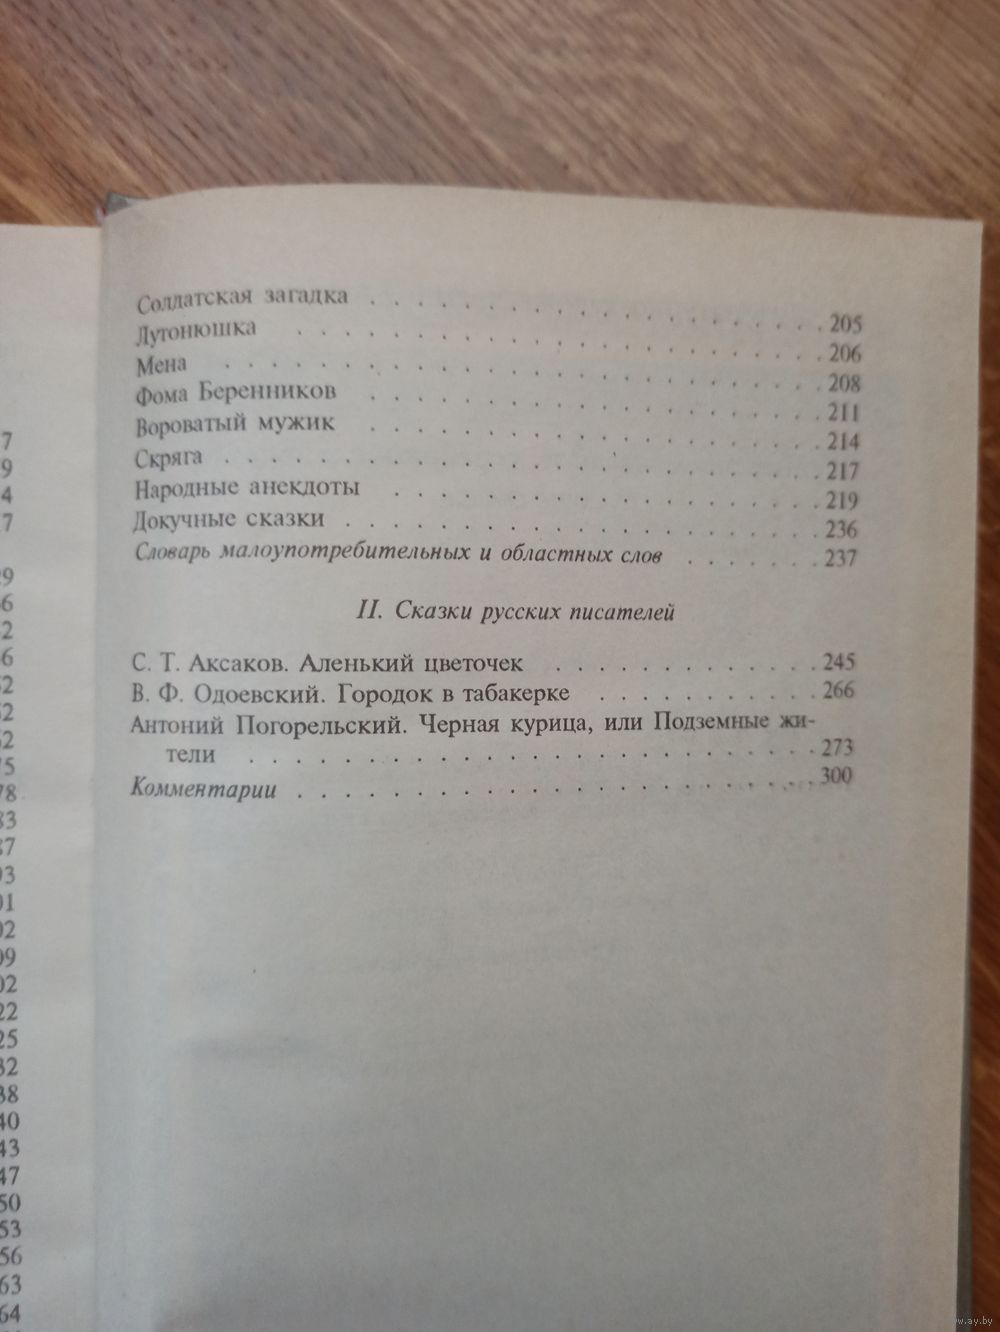 Солдатская загадка . . . . . . . . . . . . . . . . . . . 205
Лутонюшка . . . . . . . . . . . . . . . . . . . . . . 206
Мена . . . . . . . . . . . . . . . . . . . . . . . . . 208
Фома Беренников . . . . . . . . . . . . . . . . . . . 211
Вороватый мужик . . . . . . . . . . . . . . . . . . . 214
Скряга . . . . . . . . . . . . . . . . . . . . . . . . 217
Народные анекдоты . . . . . . . . . . . . . . . . . . 219
Докучные сказки . . . . . . . . . . . . . . . . . . . 236
Словарь малоупотребительных и областных слов . . . . . . 237
II. Сказки русских писателей
С. Т. Аксаков. Аленький цветочек . . . . . . . . . . . . 245
В. Ф. Одоевский. Городок в табакерке . . . . . . . . . . 266
Антоний Погорельский. Черная курица, или Подземные жи-
тели . . . . . . . . . . . . . . . . . . . . . . . . 273
Комментарии . . . . . . . . . . . . . . . . . . . . . . 300